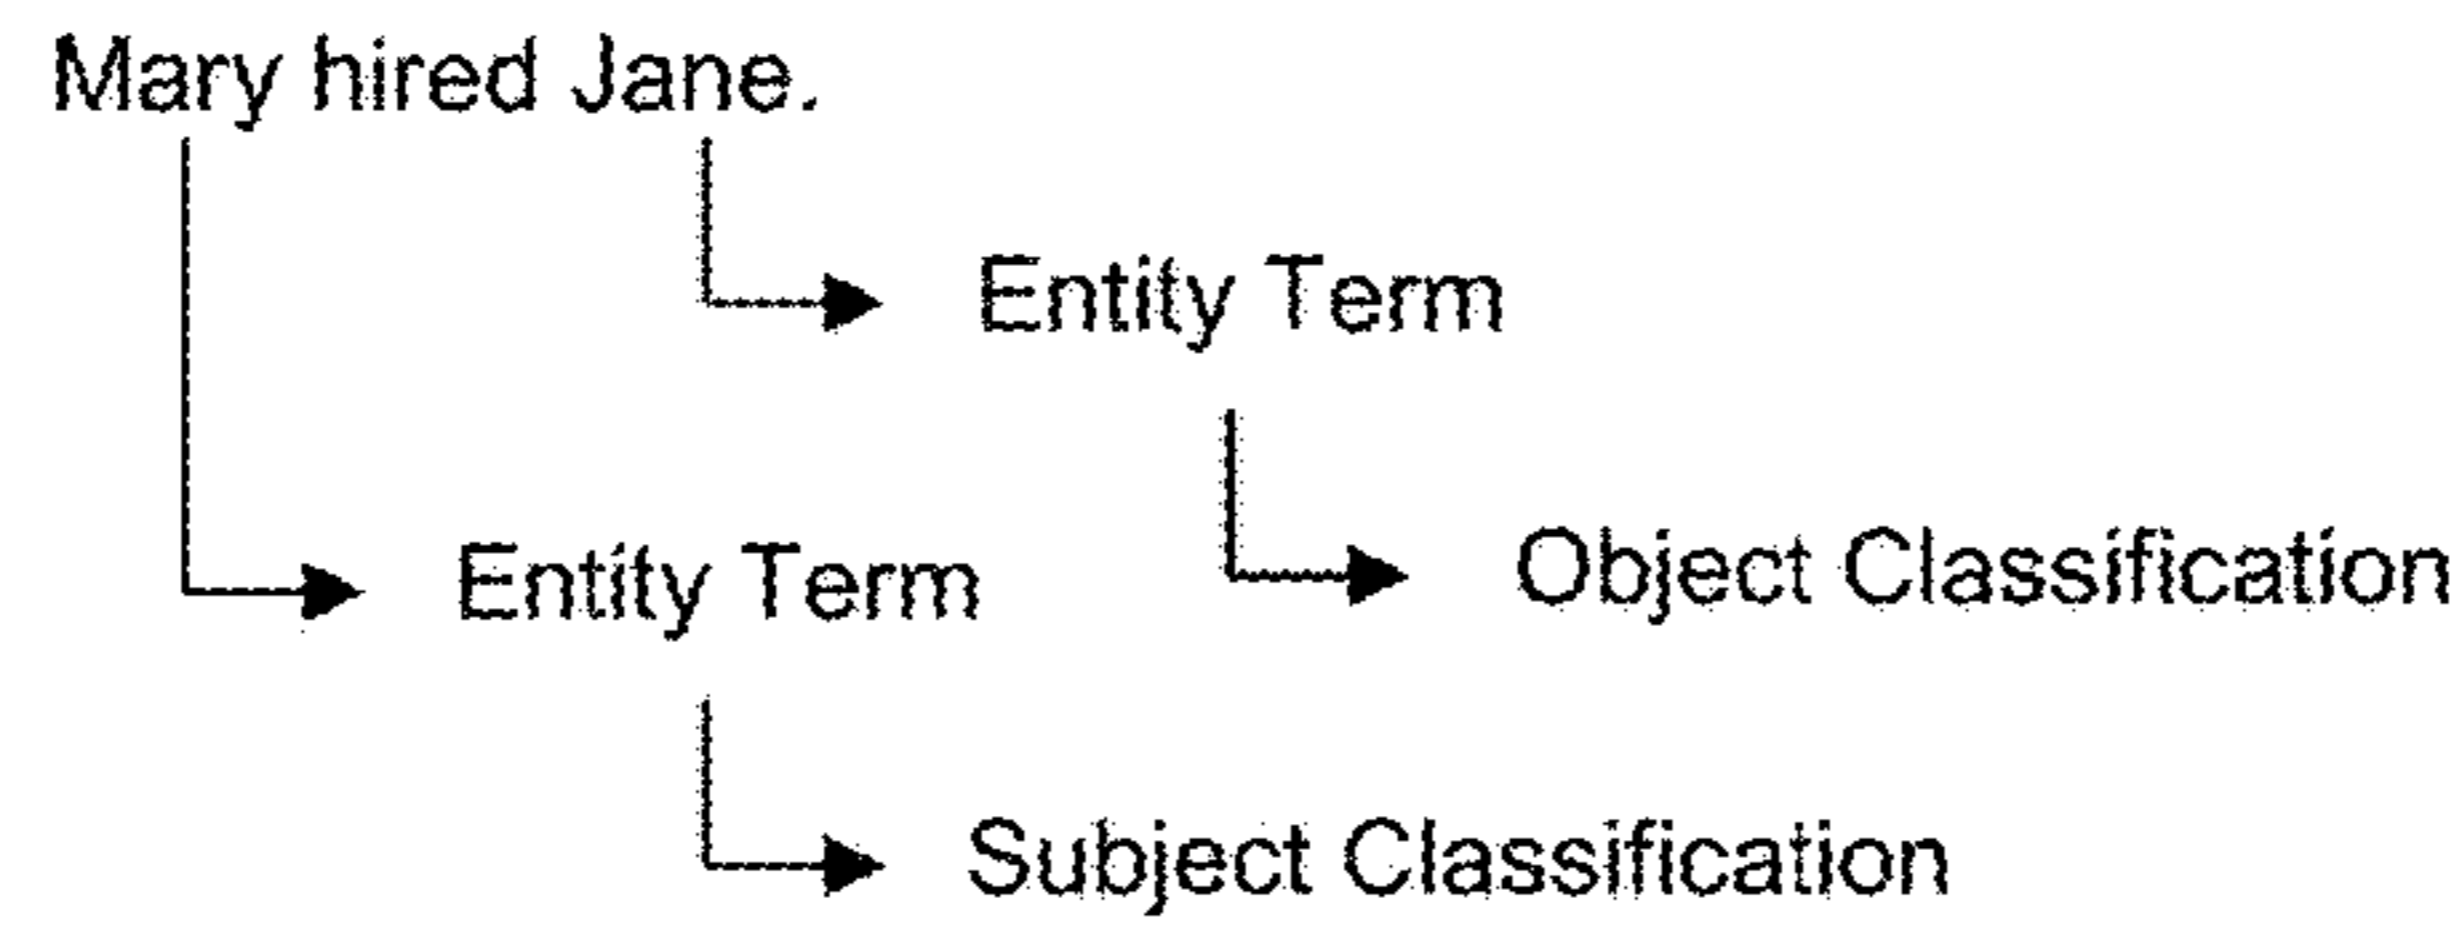 Mary hired Jane.
Entity Term
Object Classification
Entity Term
Subject Classification